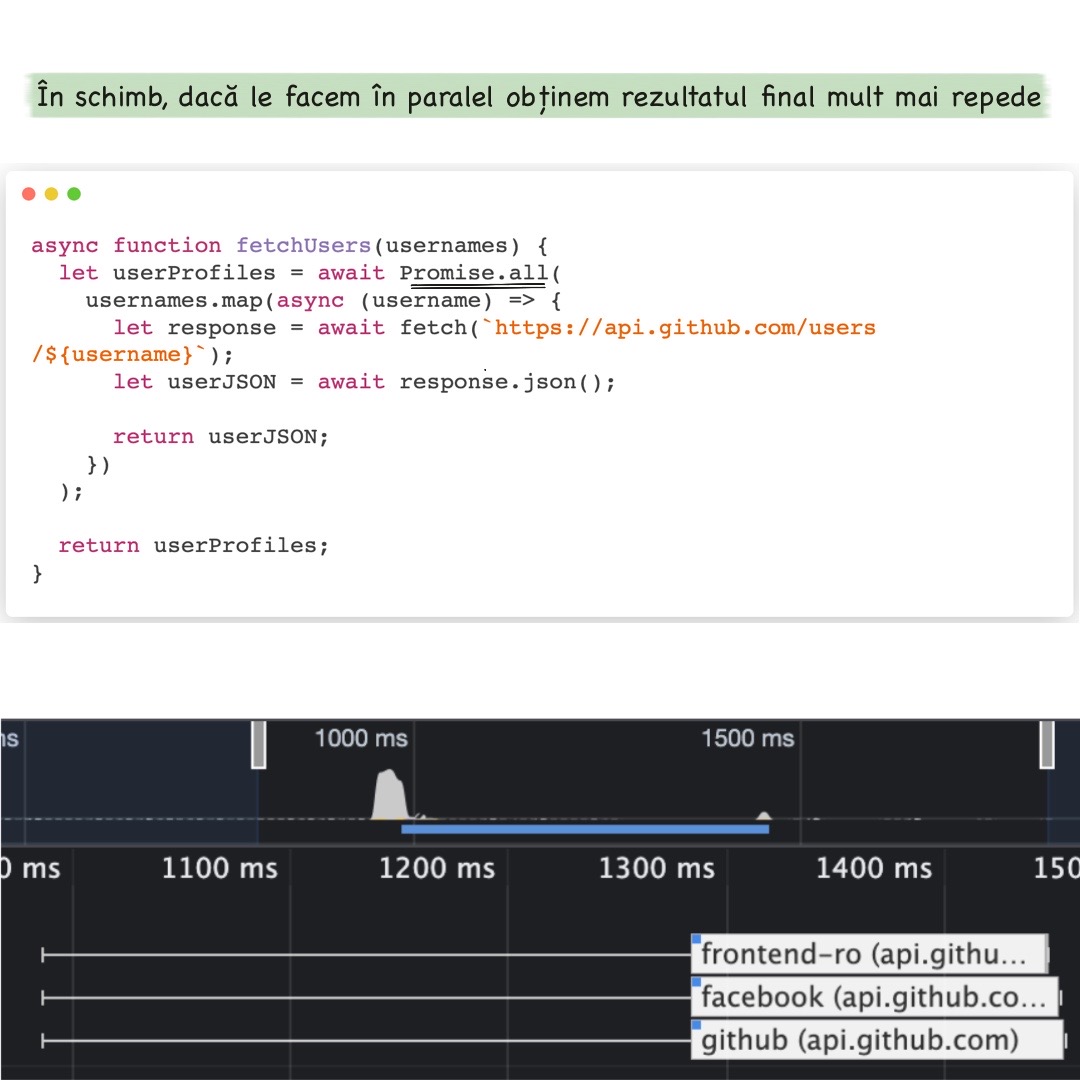 În schimb, dacă le facem în paralel obținem rezultatul final mult mai repede
async function fetchUsers(usernames) {
  let userProfiles = await Promise.all(
    usernames.map(async (username) => {
      let response = await fetch(`https://api.github.com/users
/${username}`);
      let userJSON = await response.json();
      return userJSON;
    })
  );
  return userProfiles;
}
1000 ms 1500 ms
0 ms 1100 ms 1200 ms 1300 ms 1400 ms 150
frontend-ro (api.githu...
facebook (api.github.co...
github (api.github.com)